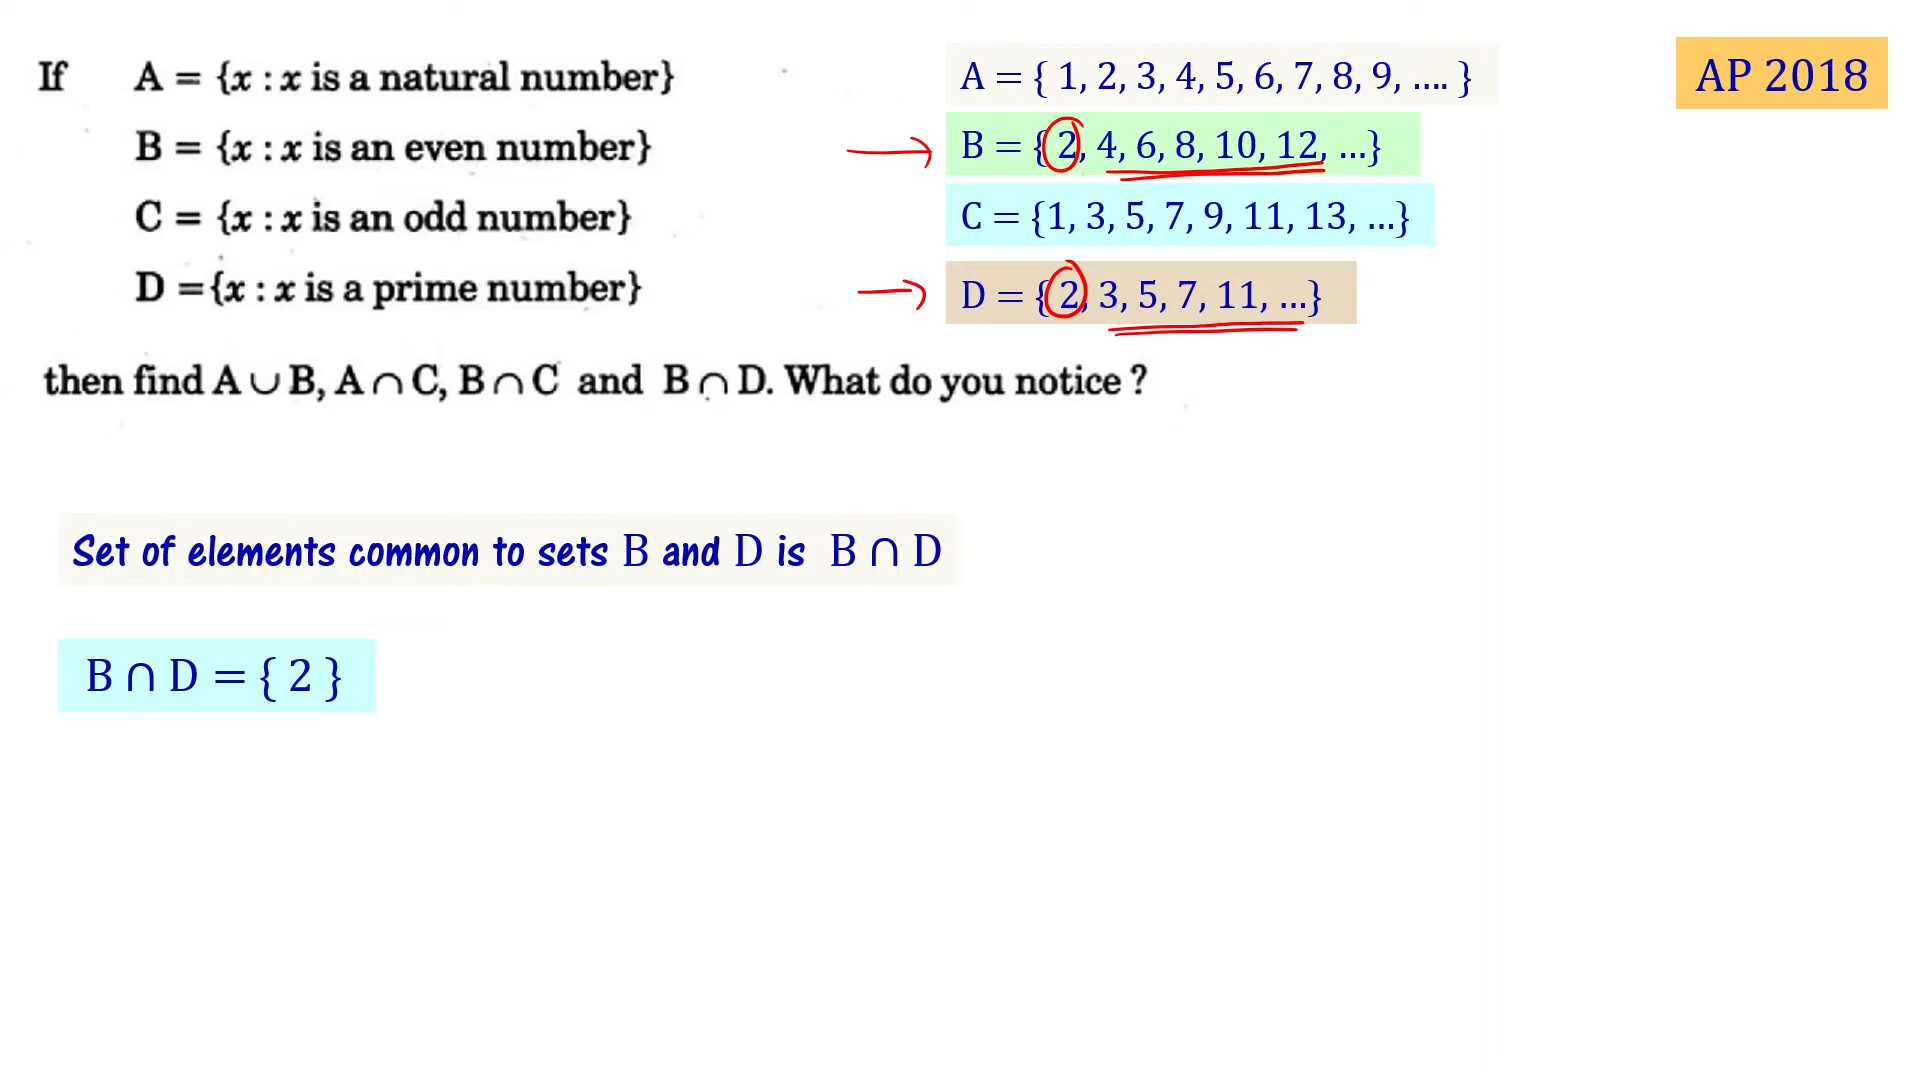 If A = {x : x is a natural number}
B = {x : x is an even number}
C = {x : x is an odd number}
D ={x : x is a prime number}
A = { 1, 2, 3, 4, 5, 6, 7, 8, 9, .... }
B = { 2, 4, 6, 8, 10, 12, ...}
C = {1, 3, 5, 7, 9, 11, 13, ...}
D = { 2, 3, 5, 7, 11, ...}
AP 2018
then find A ∪ B, A ∩ C, B ∩ C and B ∩ D. What do you notice ?
Set of elements common to sets B and D is B ∩ D
B ∩ D = { 2 }